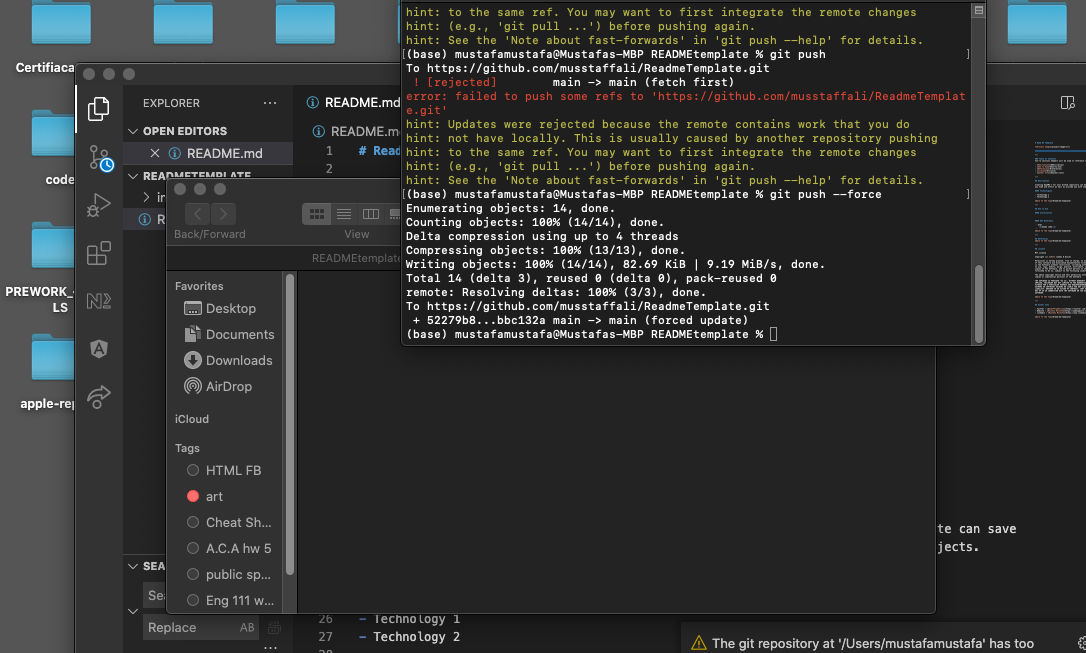 hint: to the same ref. You may want to first integrate the remote changes
hint: (e.g., 'git pull ...') before pushing again.
hint: See the 'Note about fast-forwards' in 'git push --help' for details.
[(base) mustafamustafa@Mustafas-MBP READMEtemplate % git push ]
To https://github.com/musstaffali/ReadmeTemplate.git
! [rejected] main -> main (fetch first)
error: failed to push some refs to 'https://github.com/musstaffali/ReadmeTemplat
e.git'
hint: Updates were rejected because the remote contains work that you do
hint: not have locally. This is usually caused by another repository pushing
hint: to the same ref. You may want to first integrate the remote changes
hint: (e.g., 'git pull ...') before pushing again.
hint: See the 'Note about fast-forwards' in 'git push --help' for details.
[(base) mustafamustafa@Mustafas-MBP READMEtemplate % git push --force ]
Enumerating objects: 14, done.
Counting objects: 100% (14/14), done.
Delta compression using up to 4 threads
Compressing objects: 100% (13/13), done.
Writing objects: 100% (14/14), 82.69 KiB | 9.19 MiB/s, done.
Total 14 (delta 3), reused 0 (delta 0), pack-reused 0
remote: Resolving deltas: 100% (3/3), done.
To https://github.com/musstaffali/ReadmeTemplate.git
+ 52279b8...bbc132a main -> main (forced update)
(base) mustafamustafa@Mustafas-MBP READMEtemplate %
Certifiaca
code
PREWORK_
LS
apple-rep
EXPLORER ...
OPEN EDITORS
README.md
READMETEMPLATE
README.md
README.m
1 # Read
2
Back/Forward
View
READMEtemplate
Favorites
Desktop
Documents
Downloads
AirDrop
iCloud
Tags
HTML FB
art
Cheat Sh...
A.C.A hw 5
public sp...
Eng 111 w...
SEA
Sea
Replace AB
...
26 - Technology 1
27 - Technology 2
te can save
jects.
The git repository at '/Users/mustafamustafa' has too